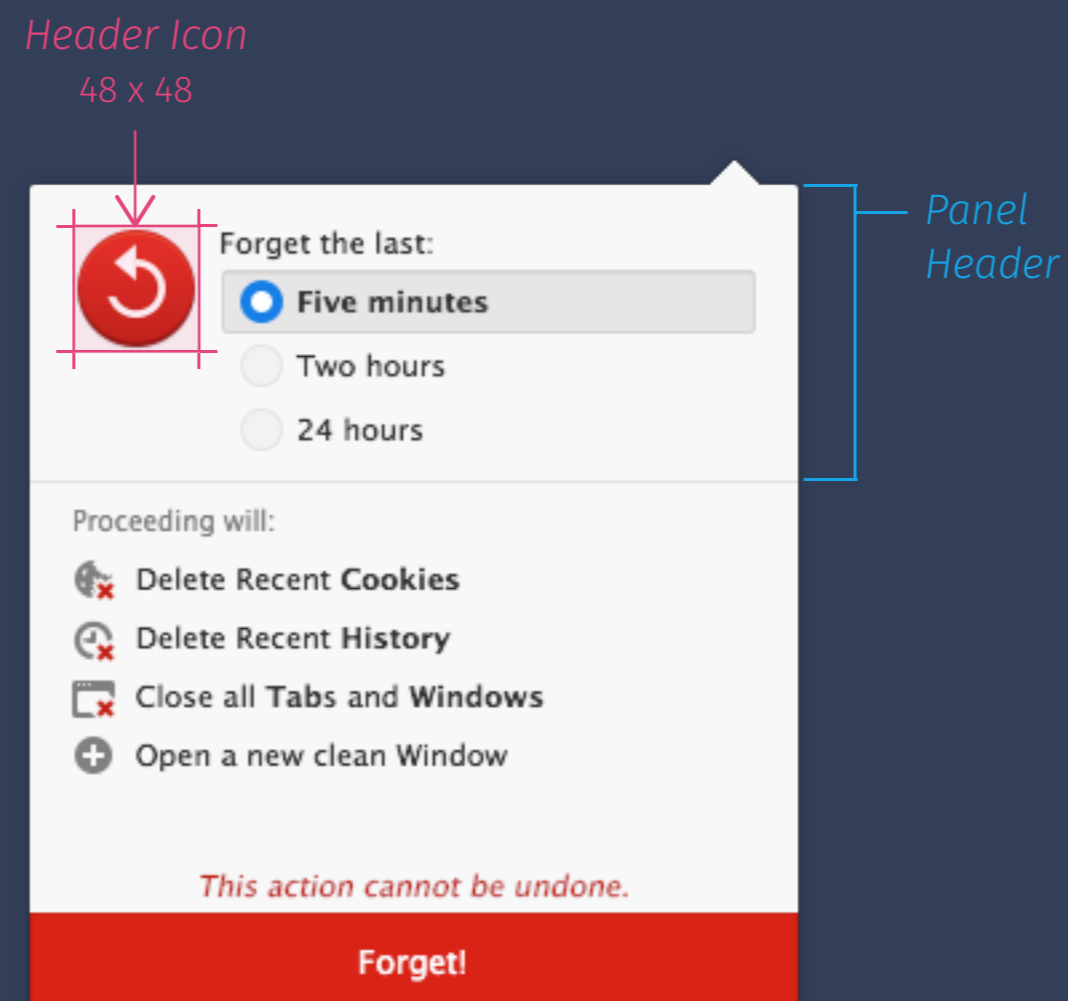 Header Icon
48 x 48
Panel
Header
Forget the last:
Five minutes
Two hours
24 hours
Proceeding will:
Delete Recent Cookies
Delete Recent History
Close all Tabs and Windows
Open a new clean Window
This action cannot be undone.
Forget!